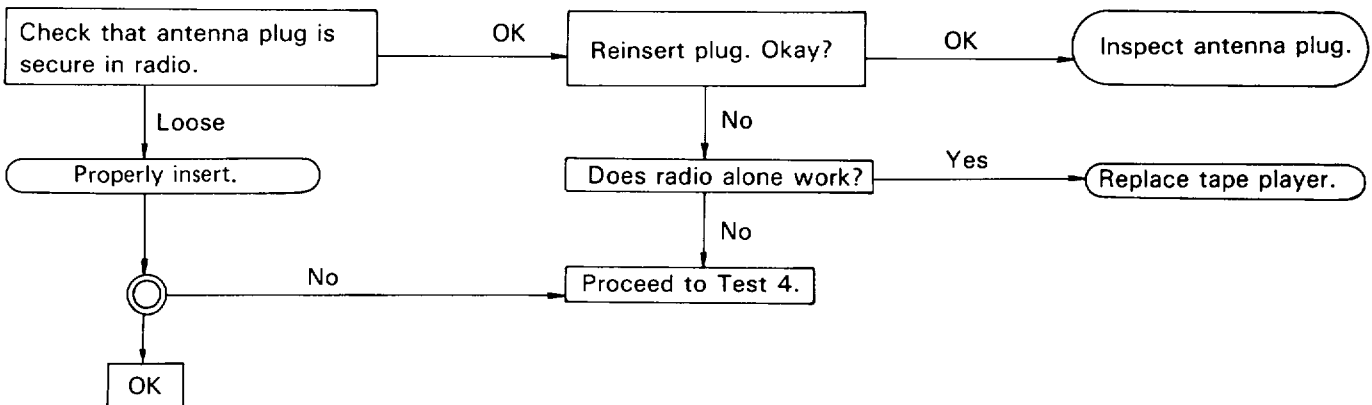 Check that antenna plug is
secure in radio.
OK
Reinsert plug. Okay?
OK
Inspect antenna plug.
Loose
No
Properly insert.
Does radio alone work?
Yes
Replace tape player.
No
No
Proceed to Test 4.
OK